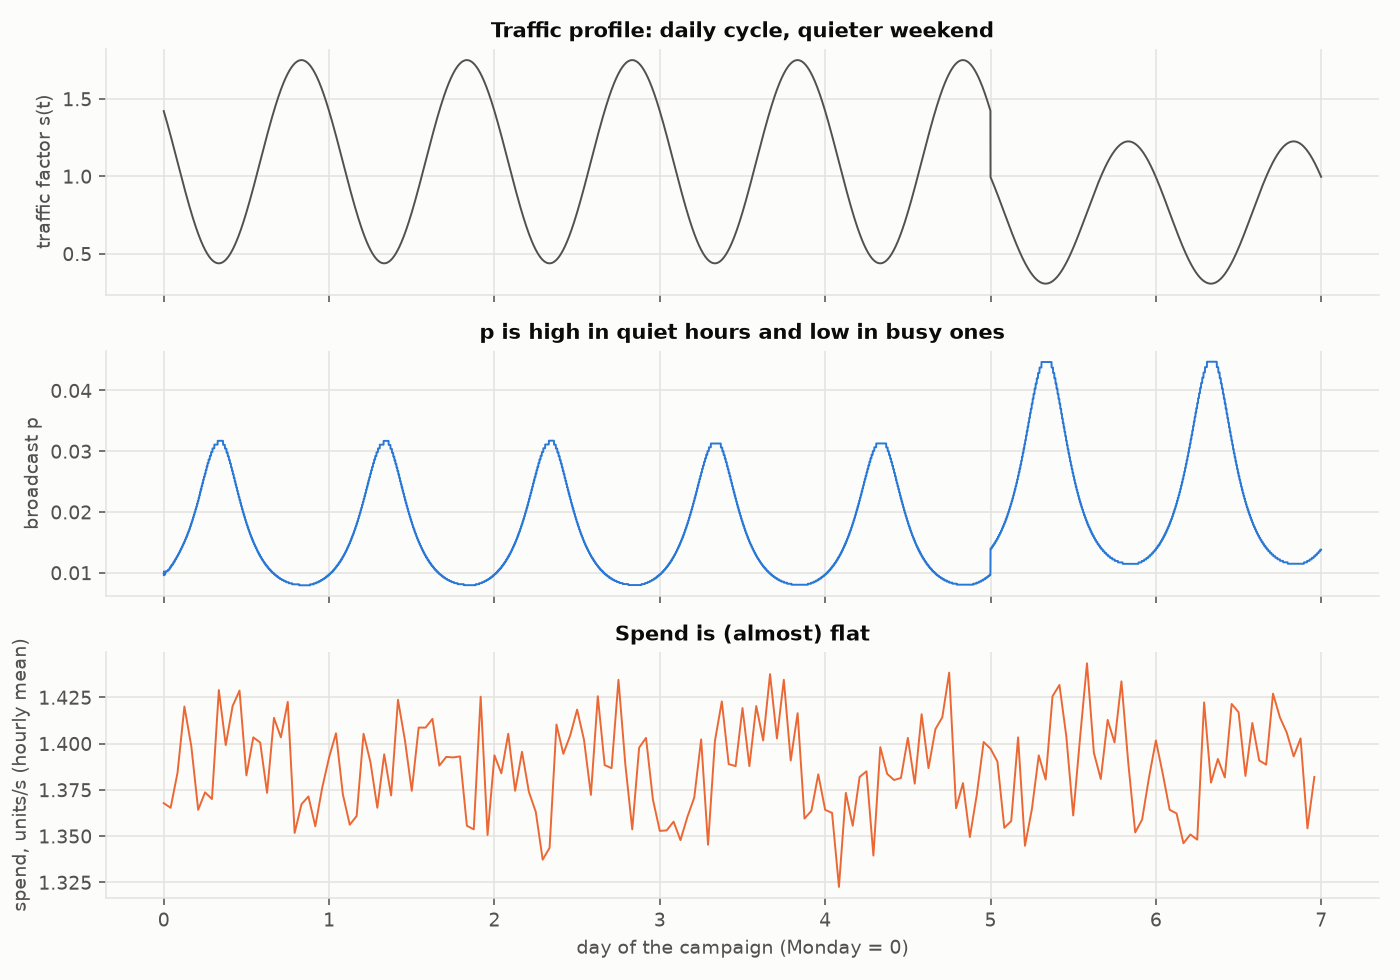 Traffic profile: daily cycle, quieter weekend
traffic factor s(t)
1.5
1.0
0.5
p is high in quiet hours and low in busy ones
broadcast p
0.04
0.03
0.02
0.01
Spend is (almost) flat
spend, units/s (hourly mean)
1.425
1.400
1.375
1.350
1.325
0 1 2 3 4 5 6 7
day of the campaign (Monday = 0)